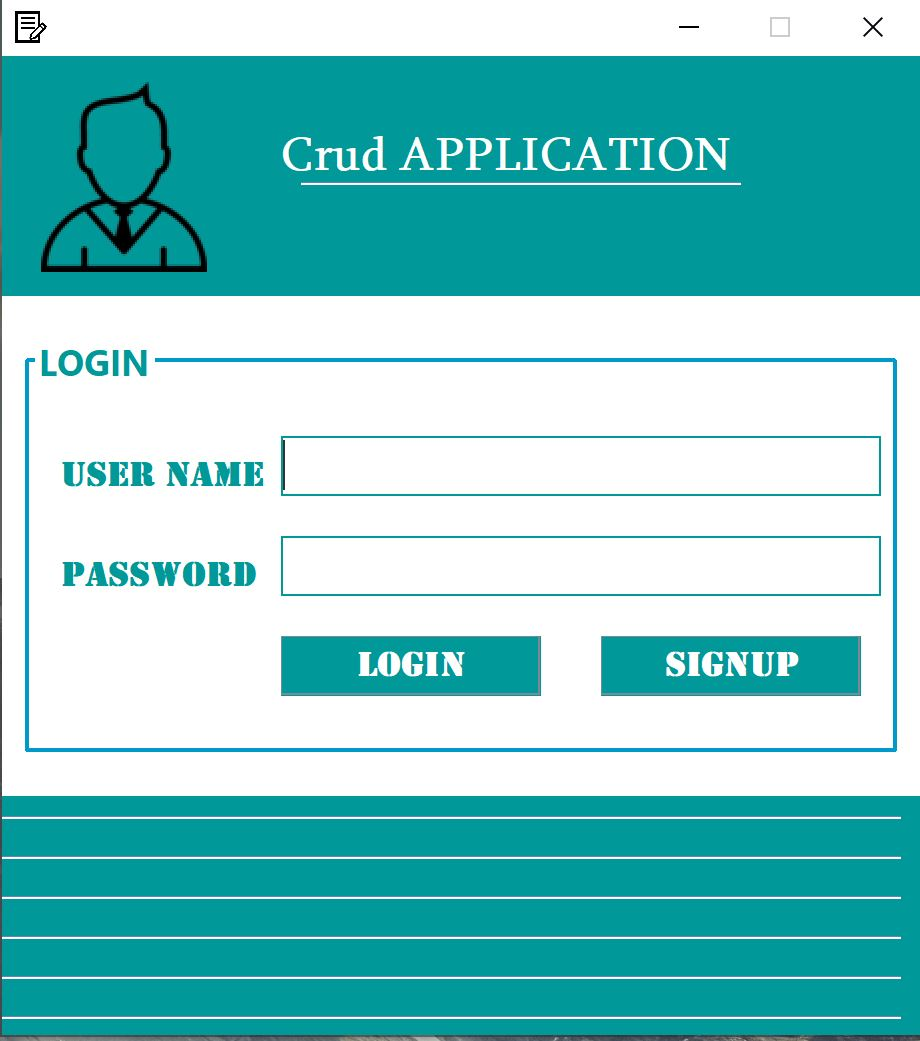 Crud APPLICATION
LOGIN
USER NAME
PASSWORD
LOGIN
SIGNUP